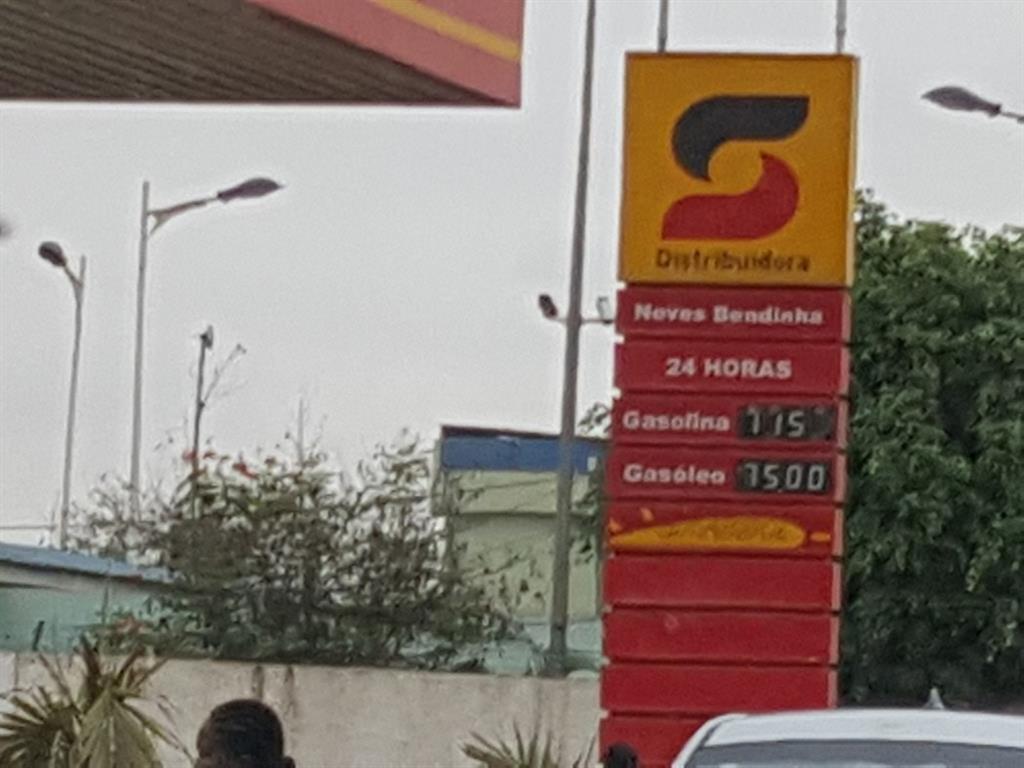 Distribuidora
Neves Bendinha
24 HORAS
Gasolina 115
Gasóleo 1500